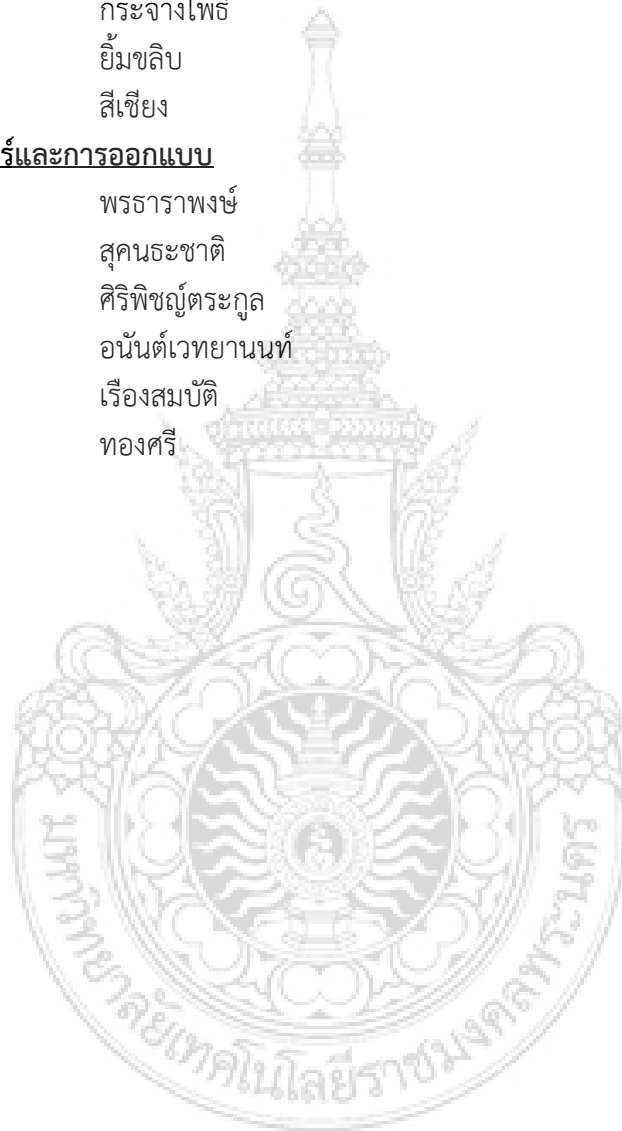 กระจ่างโพธิ์
ยิ้มขลิบ
สีเชียง
ร์และการออกแบบ
พรธาราพงษ์
สุคนธะชาติ
ศิริพิชญ์ตระกูล
อนันต์เวทยานนท์
เรืองสมบัติ
ทองศรี
มหาวิทยาลัยเทคโนโลยีราชมงคลพระนคร